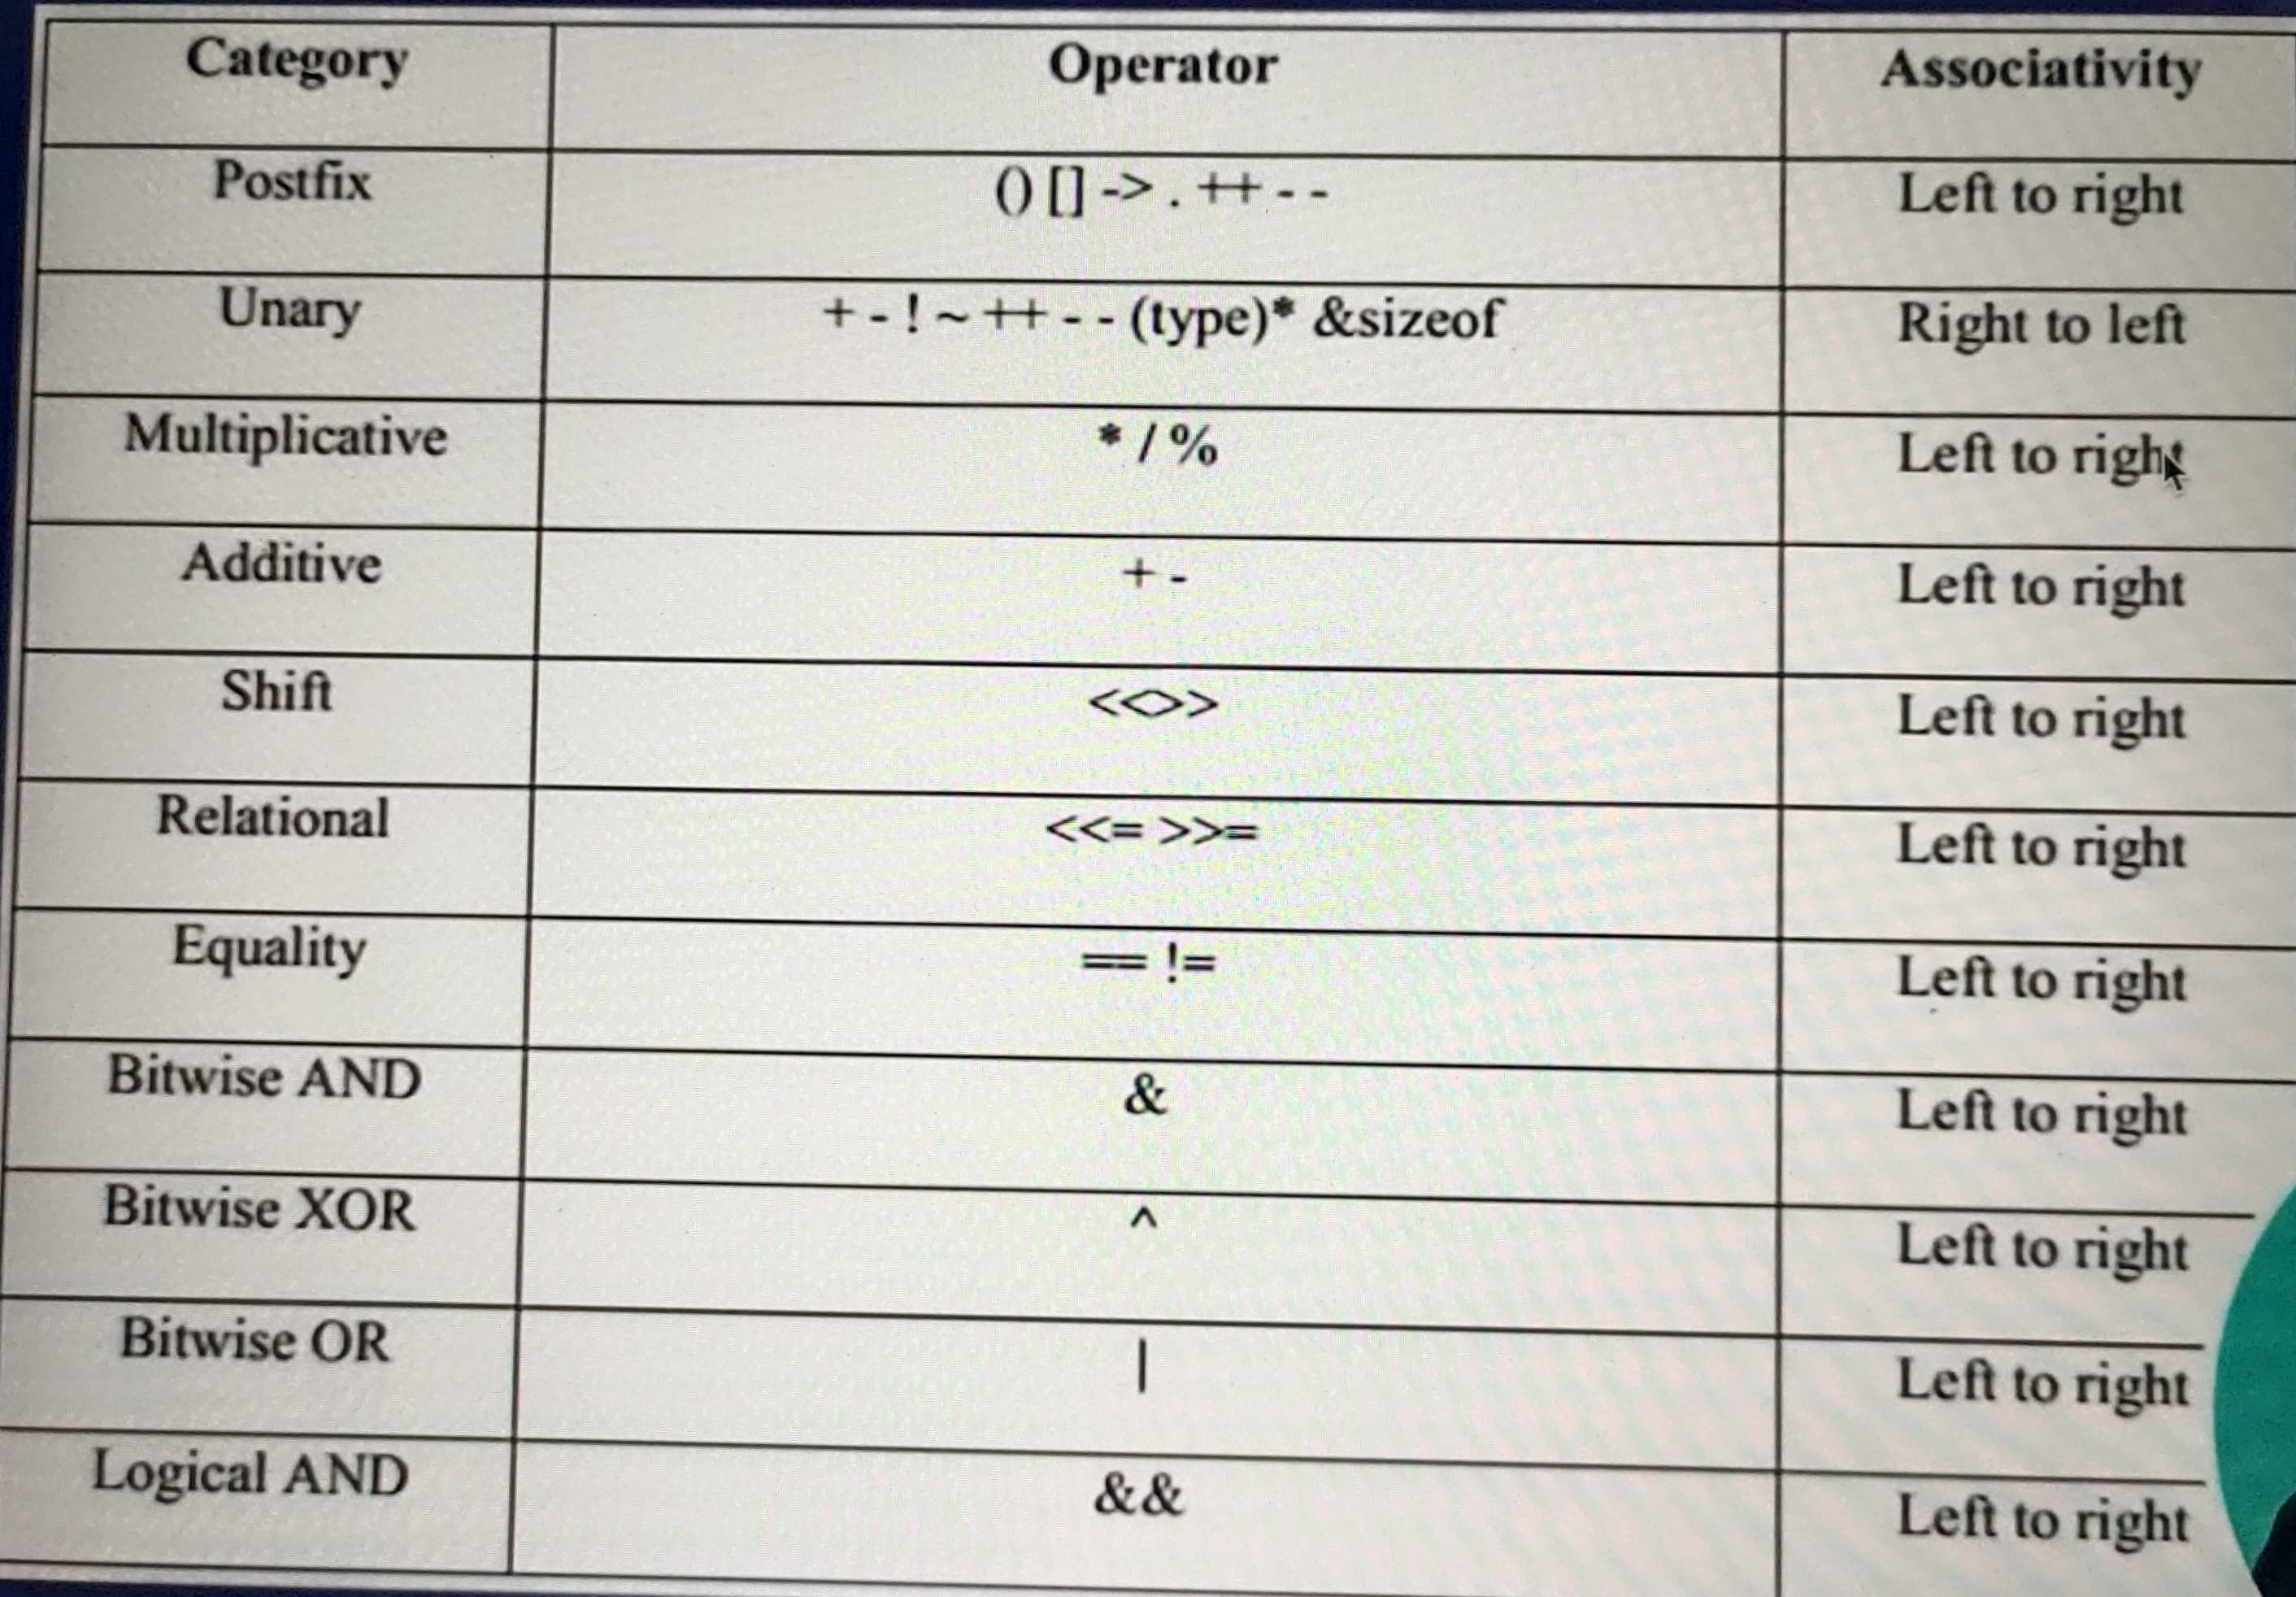 Category Operator Associativity
Postfix () [] -> . ++ - - Left to right
Unary + - ! ~ ++ - - (type)* &sizeof Right to left
Multiplicative * / % Left to right
Additive + - Left to right
Shift <<>> Left to right
Relational <<= >>= Left to right
Equality == != Left to right
Bitwise AND & Left to right
Bitwise XOR ^ Left to right
Bitwise OR | Left to right
Logical AND && Left to right